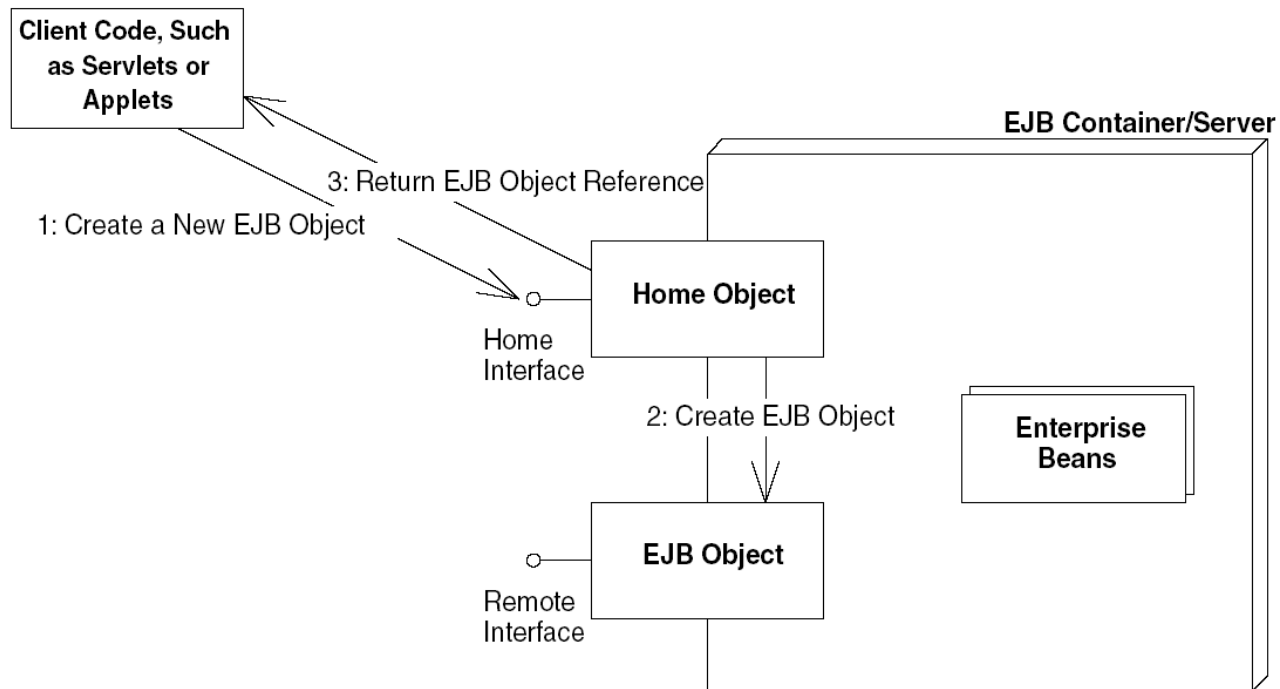 Client Code, Such
as Servlets or
Applets
EJB Container/Server
3: Return EJB Object Reference
1: Create a New EJB Object
Home Object
Home
Interface
2: Create EJB Object
Enterprise
Beans
EJB Object
Remote
Interface